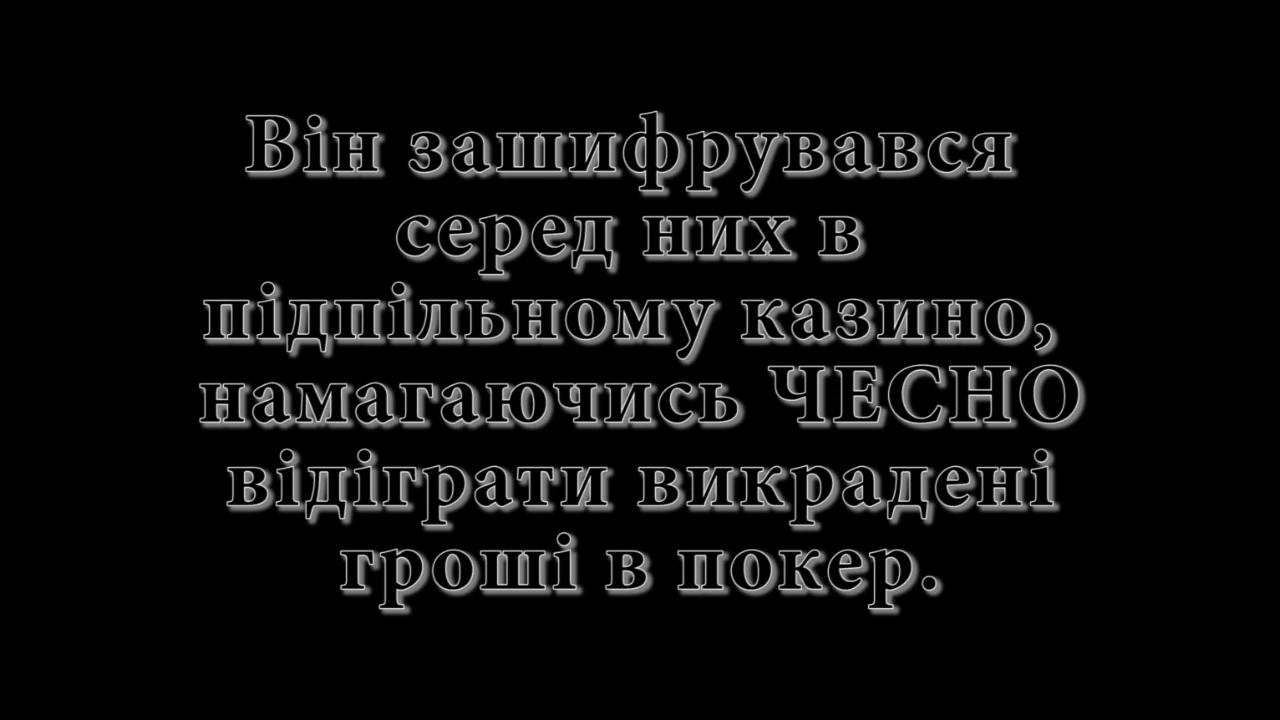 Він зашифрувався
серед них в
підпільному казино,
намагаючись ЧЕСНО
відіграти викрадені
гроші в покер.